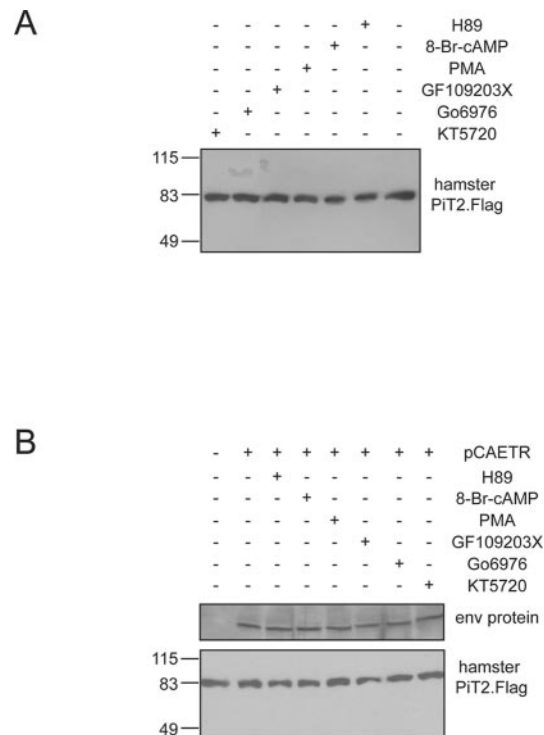 A
- - - - + - H89
- - - + - - 8-Br-cAMP
- - - + - - - PMA
- - + - - - - GF109203X
- + - - - - - Go6976
+ - - - - - - KT5720
115
83
49
hamster
PiT2.Flag
B
- + + + + + + + pCAETR
- - + - - - - - H89
- - - + - - - - 8-Br-cAMP
- - - - + - - - PMA
- - - - - + - - GF109203X
- - - - - - + - Go6976
- - - - - - - + KT5720
env protein
115
83
49
hamster
PiT2.Flag